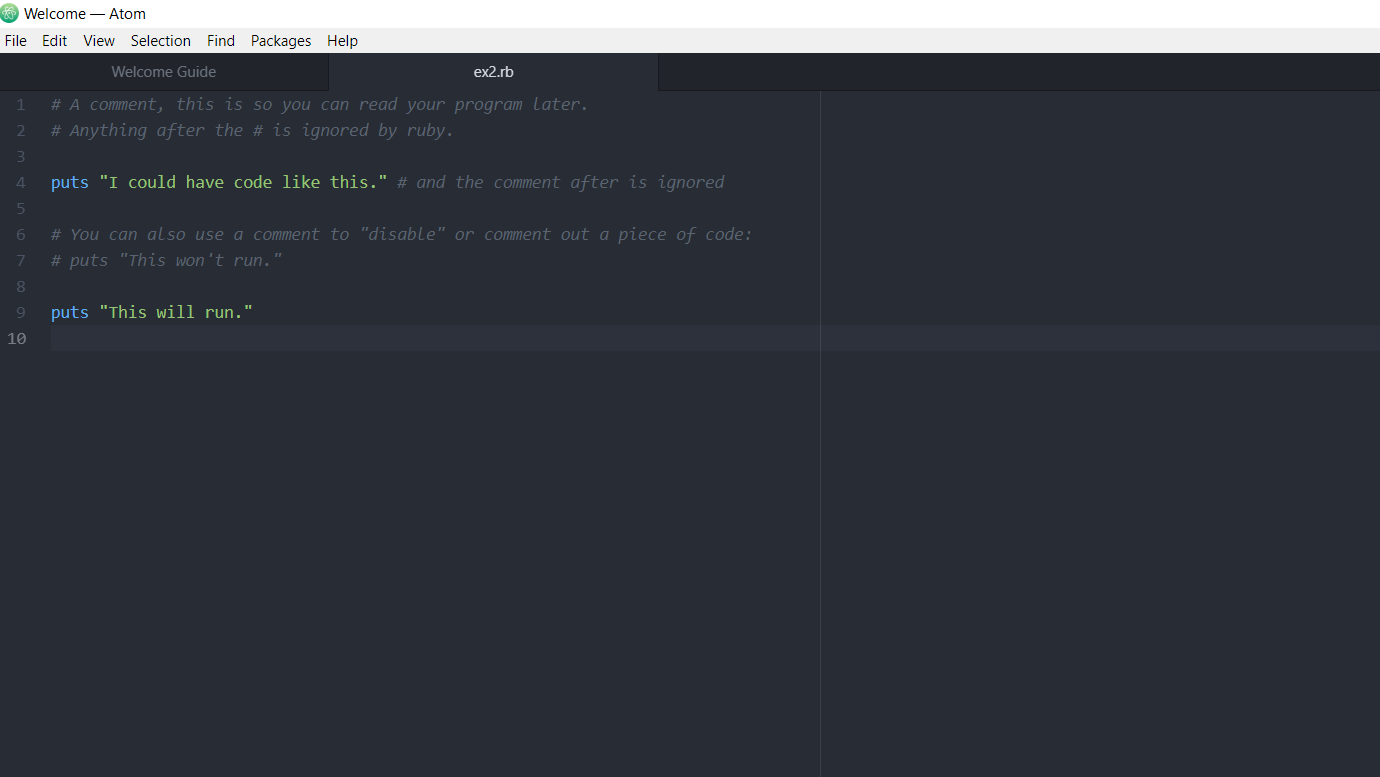 Welcome — Atom
File Edit View Selection Find Packages Help
Welcome Guide ex2.rb
1 # A comment, this is so you can read your program later.
2 # Anything after the # is ignored by ruby.
3
4 puts "I could have code like this." # and the comment after is ignored
5
6 # You can also use a comment to "disable" or comment out a piece of code:
7 # puts "This won't run."
8
9 puts "This will run."
10